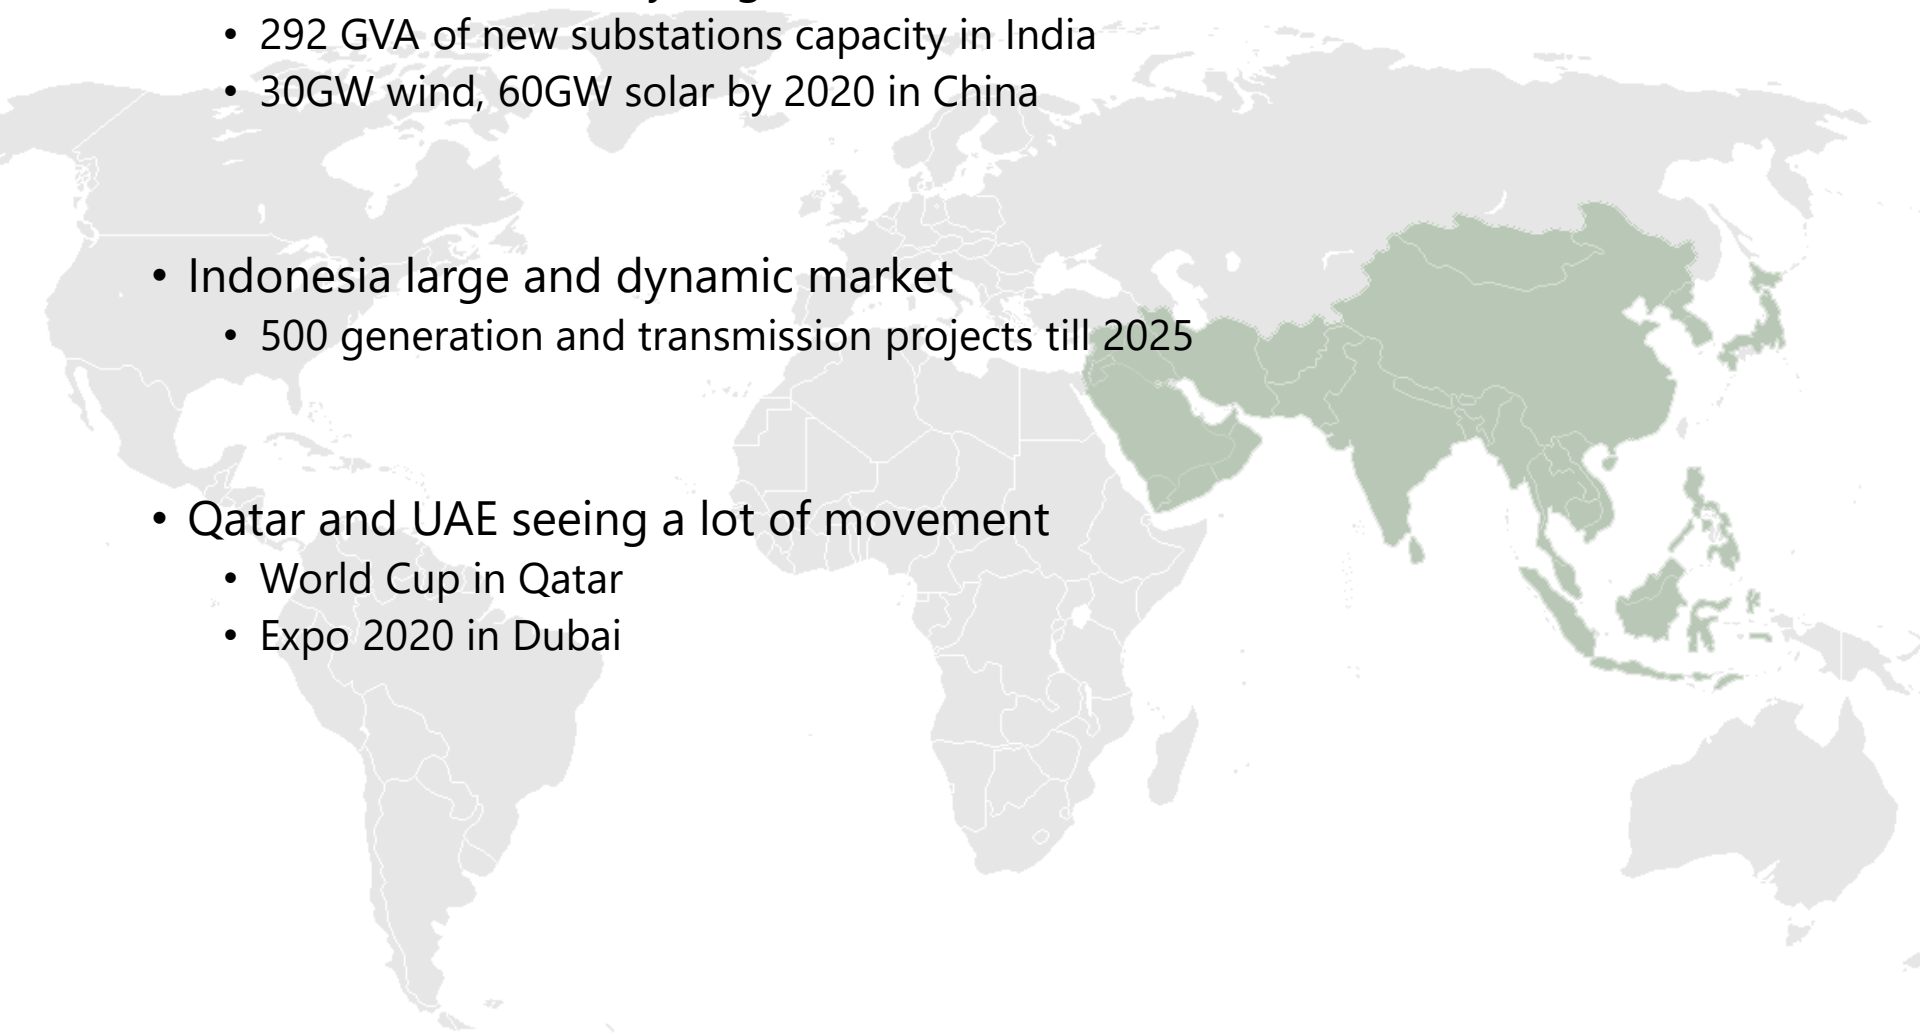 • 292 GVA of new substations capacity in India
• 30GW wind, 60GW solar by 2020 in China
• Indonesia large and dynamic market
• 500 generation and transmission projects till 2025
• Qatar and UAE seeing a lot of movement
• World Cup in Qatar
• Expo 2020 in Dubai